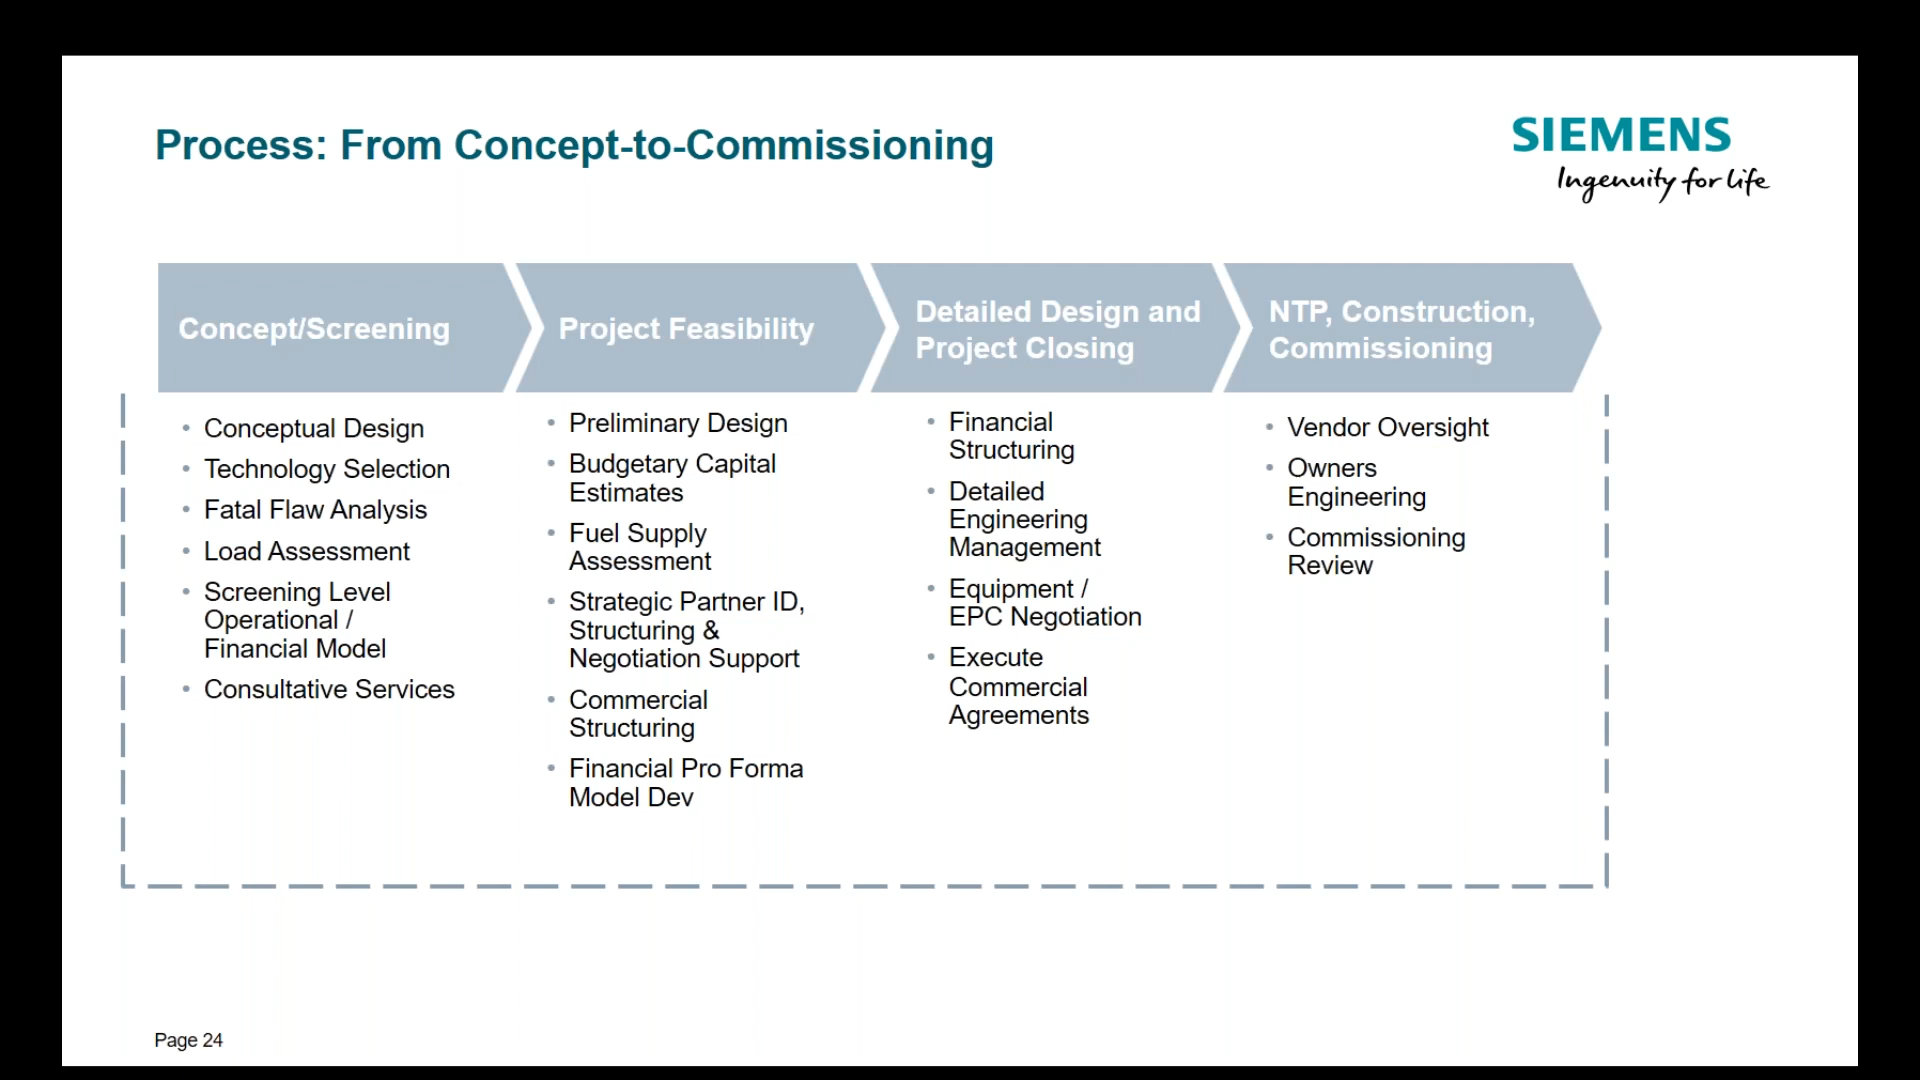 Process: From Concept-to-Commissioning
SIEMENS
Ingenuity for life
Concept/Screening
Project Feasibility
Detailed Design and
Project Closing
NTP, Construction,
Commissioning
• Conceptual Design
• Technology Selection
• Fatal Flaw Analysis
• Load Assessment
• Screening Level
Operational /
Financial Model
• Consultative Services
• Preliminary Design
• Budgetary Capital
Estimates
• Fuel Supply
Assessment
• Strategic Partner ID,
Structuring &
Negotiation Support
• Commercial
Structuring
• Financial Pro Forma
Model Dev
• Financial
Structuring
• Detailed
Engineering
Management
• Equipment /
EPC Negotiation
• Execute
Commercial
Agreements
• Vendor Oversight
• Owners
Engineering
• Commissioning
Review
Page 24